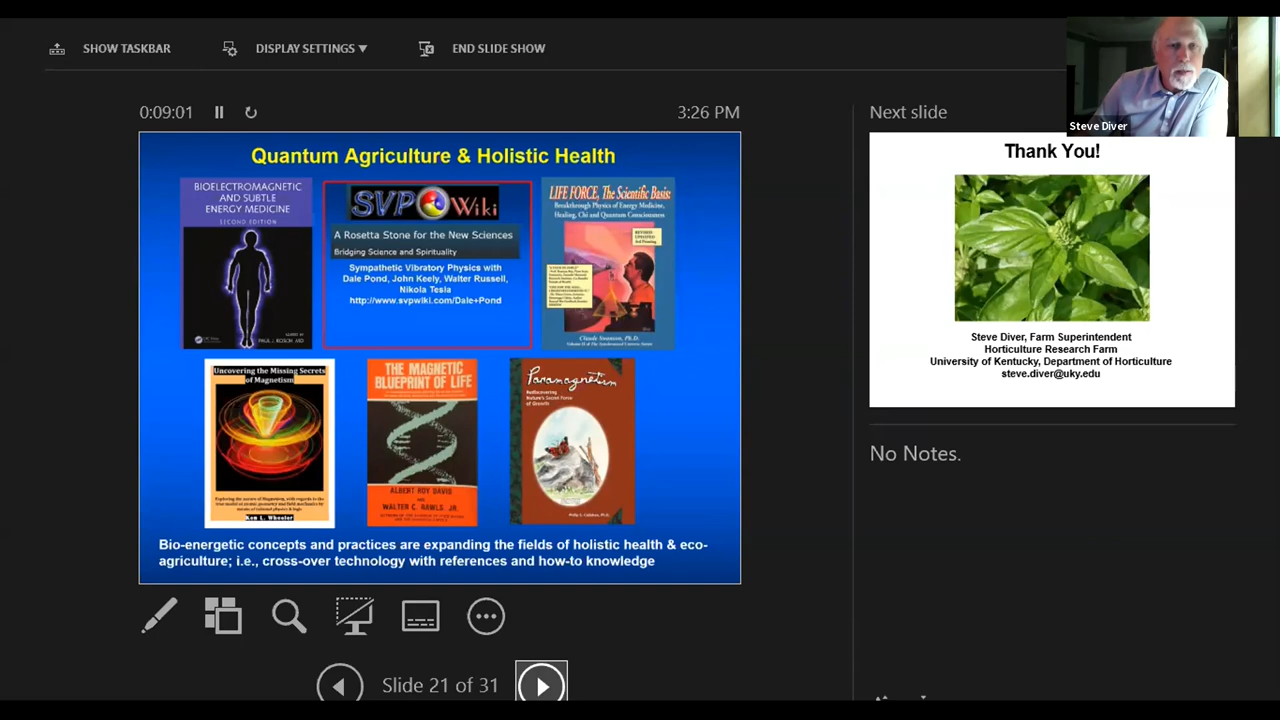 SHOW TASKBAR
DISPLAY SETTINGS ▼
END SLIDE SHOW
Steve Diver
0:09:01
3:26 PM
Next slide
Quantum Agriculture & Holistic Health
BIOELECTROMAGNETIC
AND SUBTLE
ENERGY MEDICINE
SECOND EDITION
SVP Wiki
A Rosetta Stone for the New Sciences
Bridging Science and Spirituality
Sympathetic Vibratory Physics with
Dale Pond, John Keely, Walter Russell,
Nikola Tesla
http://www.svpwiki.com/Dale+Pond
LIFE FORCE, The Scientific Basis:
Breakthrough Physics of Energy Medicine,
Healing, Chi and Quantum Consciousness
Claude Swanson, Ph.D.
Uncovering the Missing Secrets
of Magnetism
Ken L. Wheeler
THE MAGNETIC
BLUEPRINT OF LIFE
ALBERT ROY DAVIS
AND
WALTER C. RAWLS, JR.
Paramagnetism
Rediscovering
Nature's Secret Force
of Growth
Philip S. Callahan, Ph.D.
Bio-energetic concepts and practices are expanding the fields of holistic health & eco-
agriculture; i.e., cross-over technology with references and how-to knowledge
Thank You!
Steve Diver, Farm Superintendent
Horticulture Research Farm
University of Kentucky, Department of Horticulture
steve.diver@uky.edu
No Notes.
Slide 21 of 31